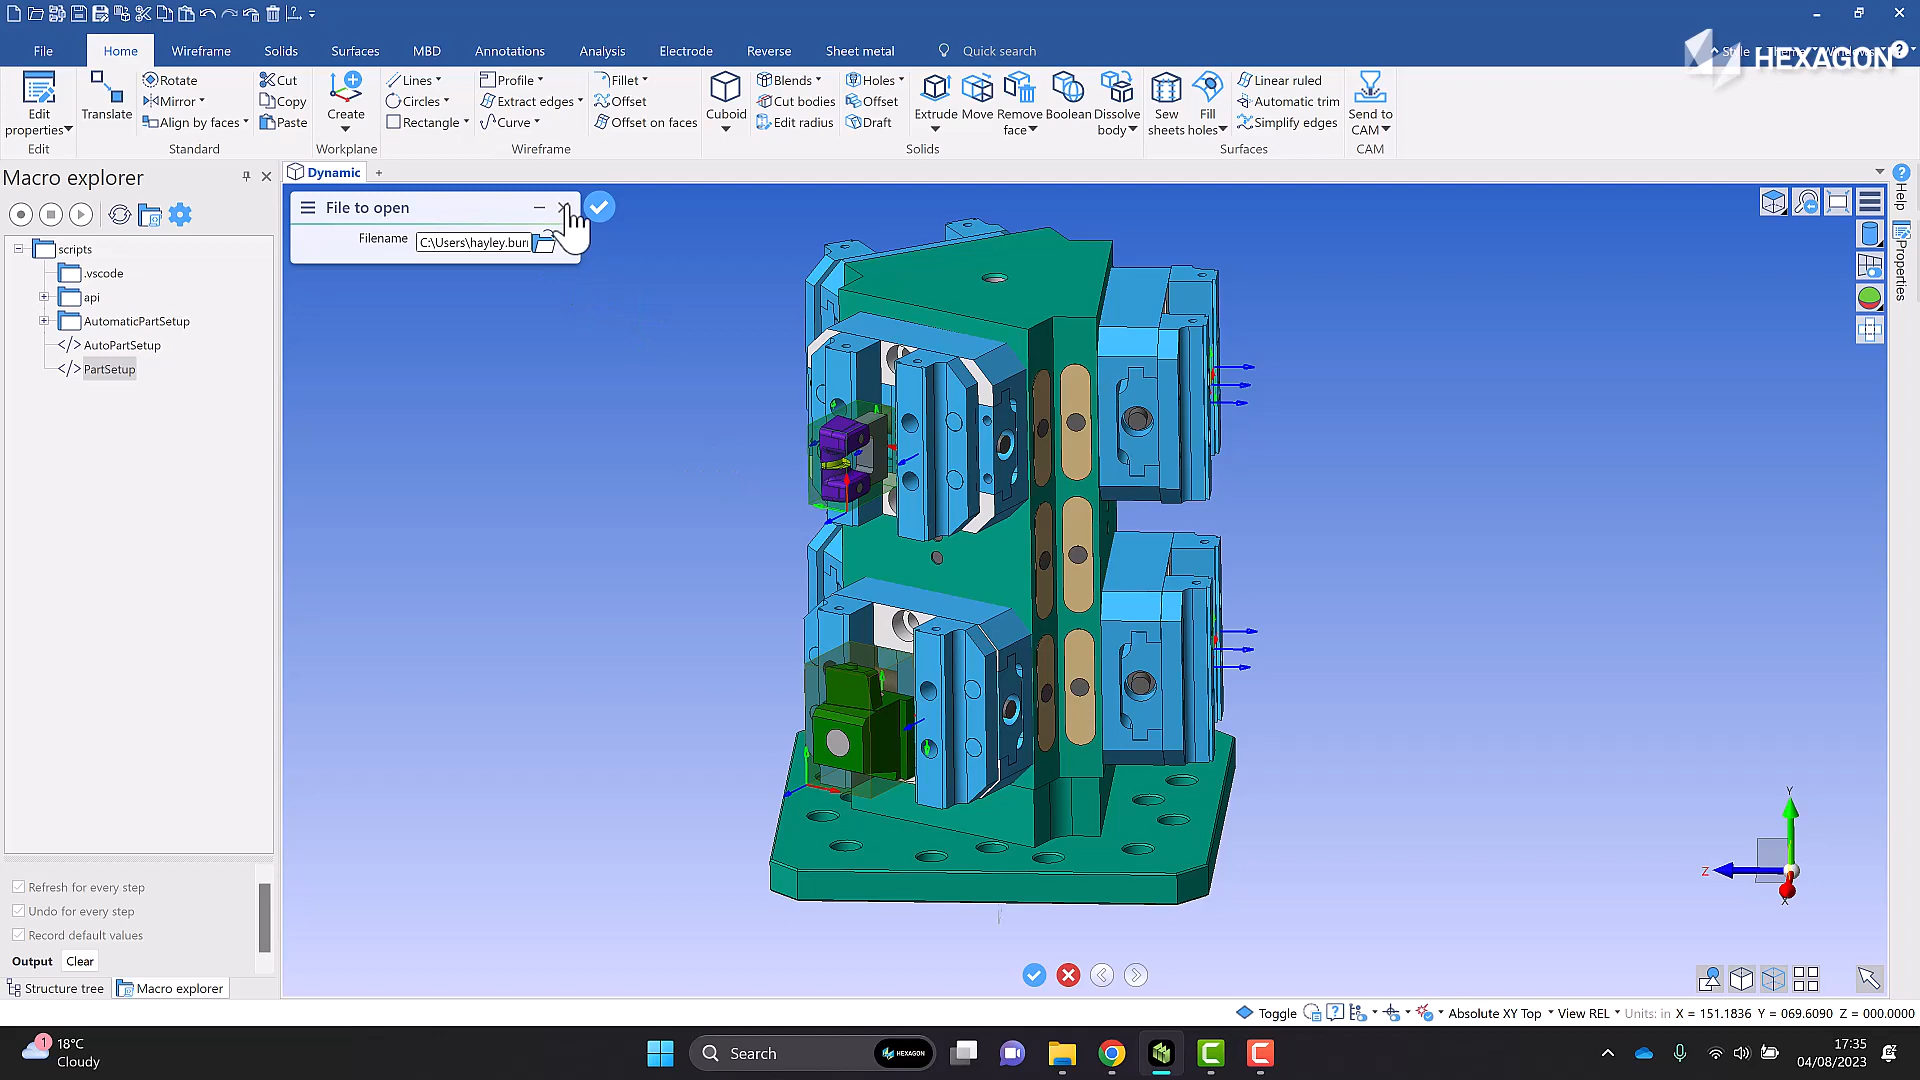 File
Home
Wireframe
Solids
Surfaces
MBD
Annotations
Analysis
Electrode
Reverse
Sheet metal
Quick search
HEXAGON
Edit properties
Translate
Rotate
Mirror
Align by faces
Cut
Copy
Paste
Create
Lines
Circles
Rectangle
Profile
Extract edges
Curve
Fillet
Offset
Offset on faces
Cuboid
Blends
Cut bodies
Edit radius
Holes
Offset
Draft
Extrude
Move
Remove face
Boolean
Dissolve body
Sew sheets
Fill holes
Linear ruled
Automatic trim
Simplify edges
Send to CAM
Edit
Standard
Workplane
Wireframe
Solids
Surfaces
CAM
Macro explorer
Dynamic
+
Help
Properties
File to open
Filename
C:\Users\hayley.buri
scripts
.vscode
api
AutomaticPartSetup
AutoPartSetup
PartSetup
Refresh for every step
Undo for every step
Record default values
Output
Clear
Structure tree
Macro explorer
Y
Z
X
Toggle
Absolute XY Top
View REL
Units: in
X = 151.1836
Y = 069.6090
Z = 000.0000
1
18°C
Cloudy
Search
HEXAGON
17:35
04/08/2023